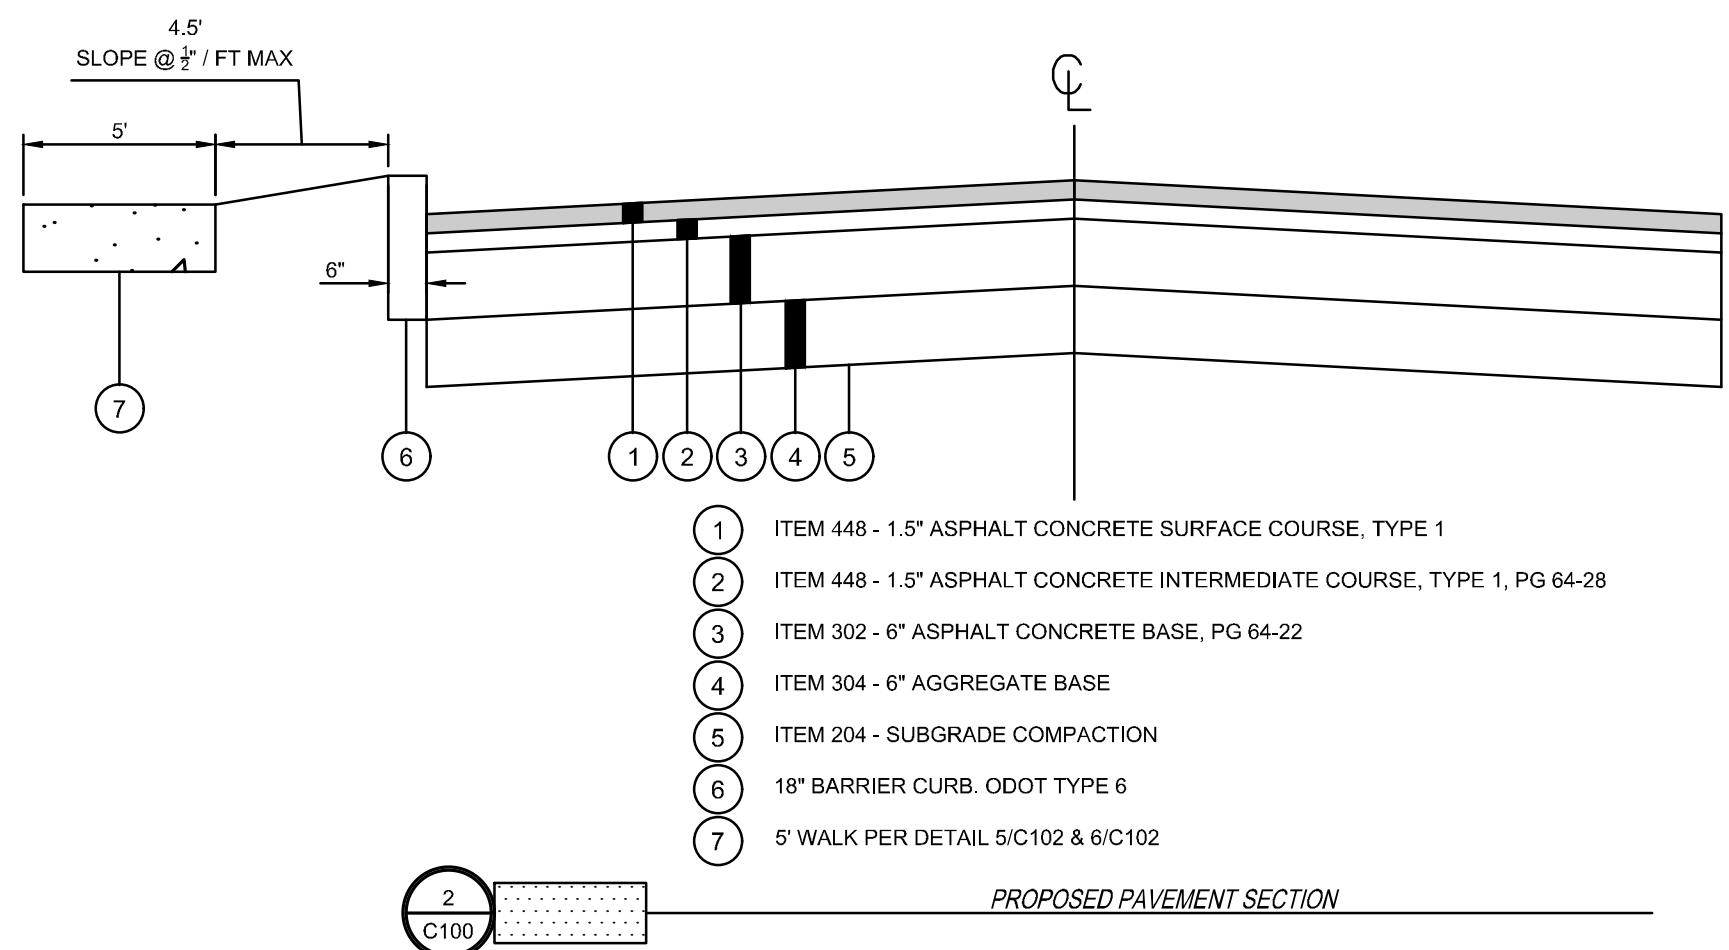 4.5'
SLOPE @ 1/2" / FT MAX
CL
5'
6"
7
6
1 2 3 4 5
1 ITEM 448 - 1.5" ASPHALT CONCRETE SURFACE COURSE, TYPE 1
2 ITEM 448 - 1.5" ASPHALT CONCRETE INTERMEDIATE COURSE, TYPE 1, PG 64-28
3 ITEM 302 - 6" ASPHALT CONCRETE BASE, PG 64-22
4 ITEM 304 - 6" AGGREGATE BASE
5 ITEM 204 - SUBGRADE COMPACTION
6 18" BARRIER CURB. ODOT TYPE 6
7 5' WALK PER DETAIL 5/C102 & 6/C102
2
C100
PROPOSED PAVEMENT SECTION